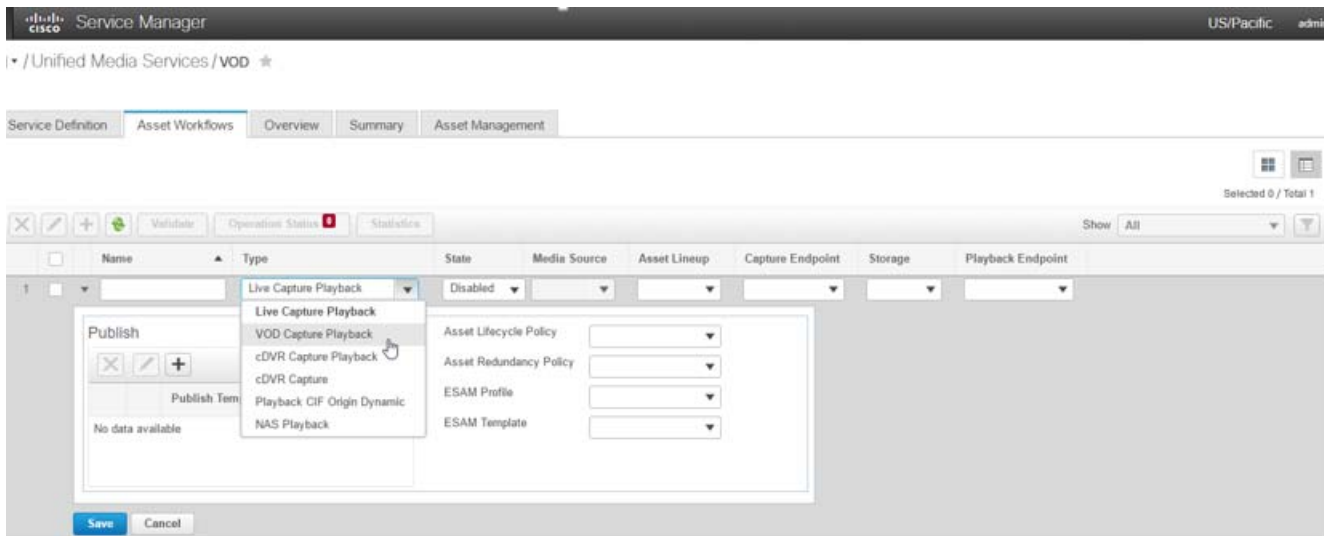 cisco Service Manager US/Pacific
/ Unified Media Services / VOD
Service Definition Asset Workflows Overview Summary Asset Management
Selected 0 / Total 1
Validate Operation Status 0 Statistics Show All
Name Type State Media Source Asset Lineup Capture Endpoint Storage Playback Endpoint
1 Live Capture Playback Disabled
Live Capture Playback
VOD Capture Playback
cDVR Capture Playback
cDVR Capture
Playback CIF Origin Dynamic
NAS Playback
Publish
Publish Tem
No data available
Asset Lifecycle Policy
Asset Redundancy Policy
ESAM Profile
ESAM Template
Save Cancel